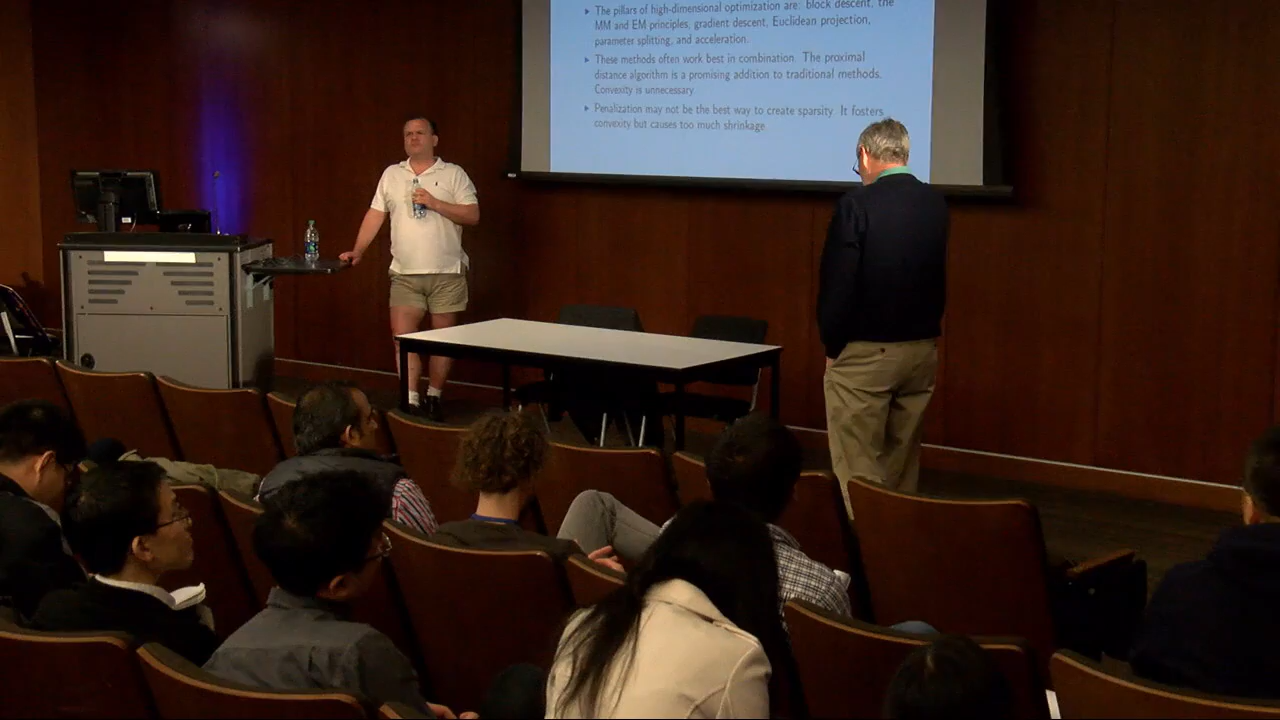 ▸ The pillars of high-dimensional optimization are: block descent, the
MM and EM principles, gradient descent, Euclidean projection,
parameter splitting, and acceleration.
▸ These methods often work best in combination. The proximal
distance algorithm is a promising addition to traditional methods.
Convexity is unnecessary.
▸ Penalization may not be the best way to create sparsity. It fosters
convexity but causes too much shrinkage.